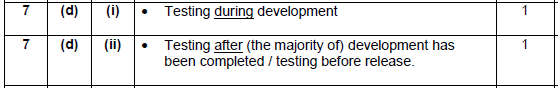 7 (d) (i) • Testing during development 1
7 (d) (ii) • Testing after (the majority of) development has 1
been completed / testing before release.